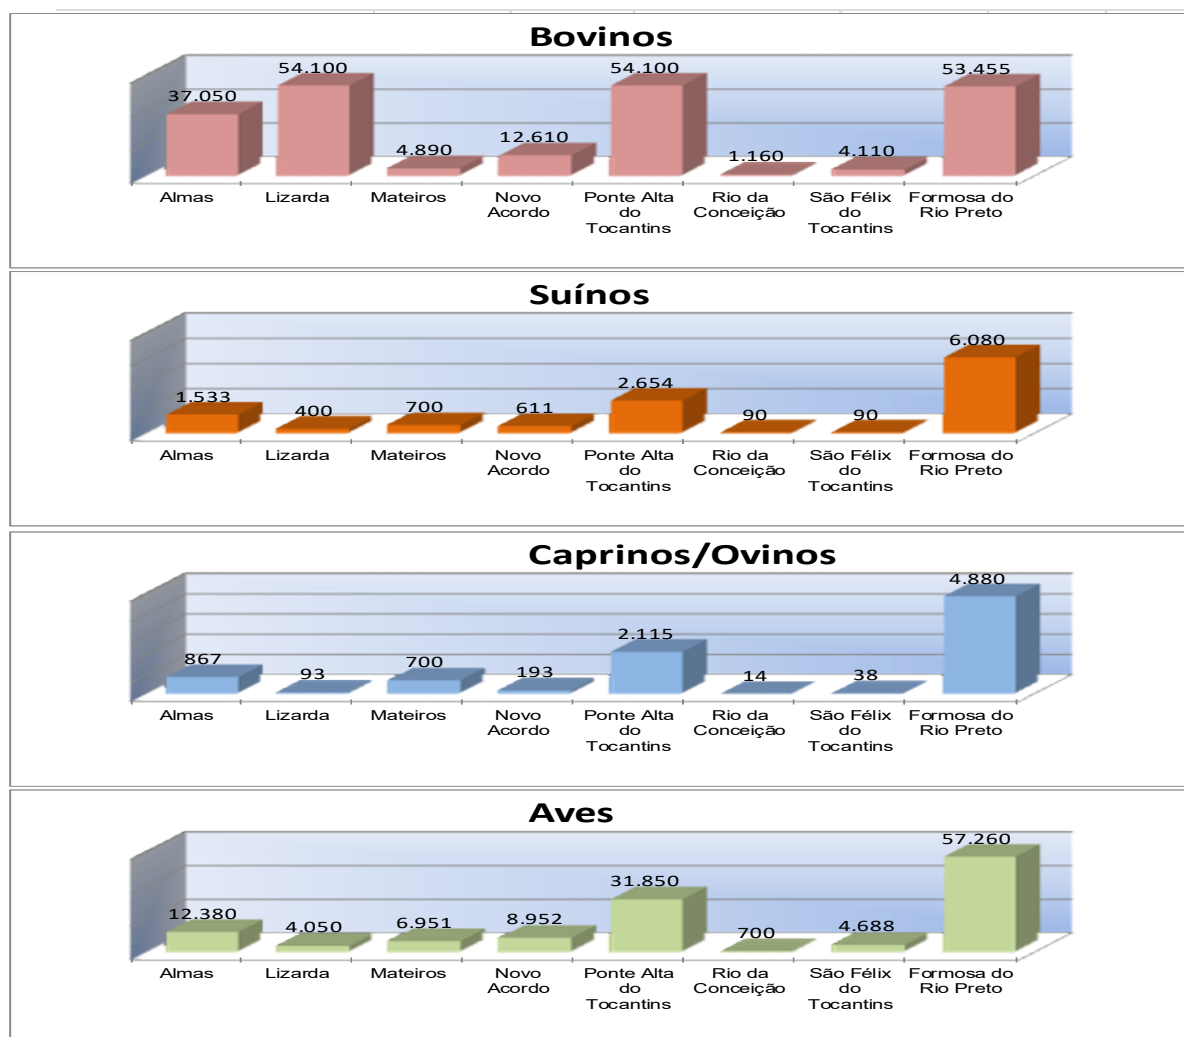 Bovinos
37.050 54.100 4.890 12.610 54.100 1.160 4.110 53.455
Almas Lizarda Mateiros Novo Ponte Alta Rio da São Félix Formosa do
Acordo do Conceição do Rio Preto
Tocantins Tocantins
Suínos
1.533 400 700 611 2.654 90 90 6.080
Almas Lizarda Mateiros Novo Ponte Alta Rio da São Félix Formosa do
Acordo do Conceição do Rio Preto
Tocantins Tocantins
Caprinos/Ovinos
867 93 700 193 2.115 14 38 4.880
Almas Lizarda Mateiros Novo Ponte Alta Rio da São Félix Formosa do
Acordo do Conceição do Rio Preto
Tocantins Tocantins
Aves
12.380 4.050 6.951 8.952 31.850 700 4.688 57.260
Almas Lizarda Mateiros Novo Ponte Alta Rio da São Félix Formosa do
Acordo do Conceição do Rio Preto
Tocantins Tocantins